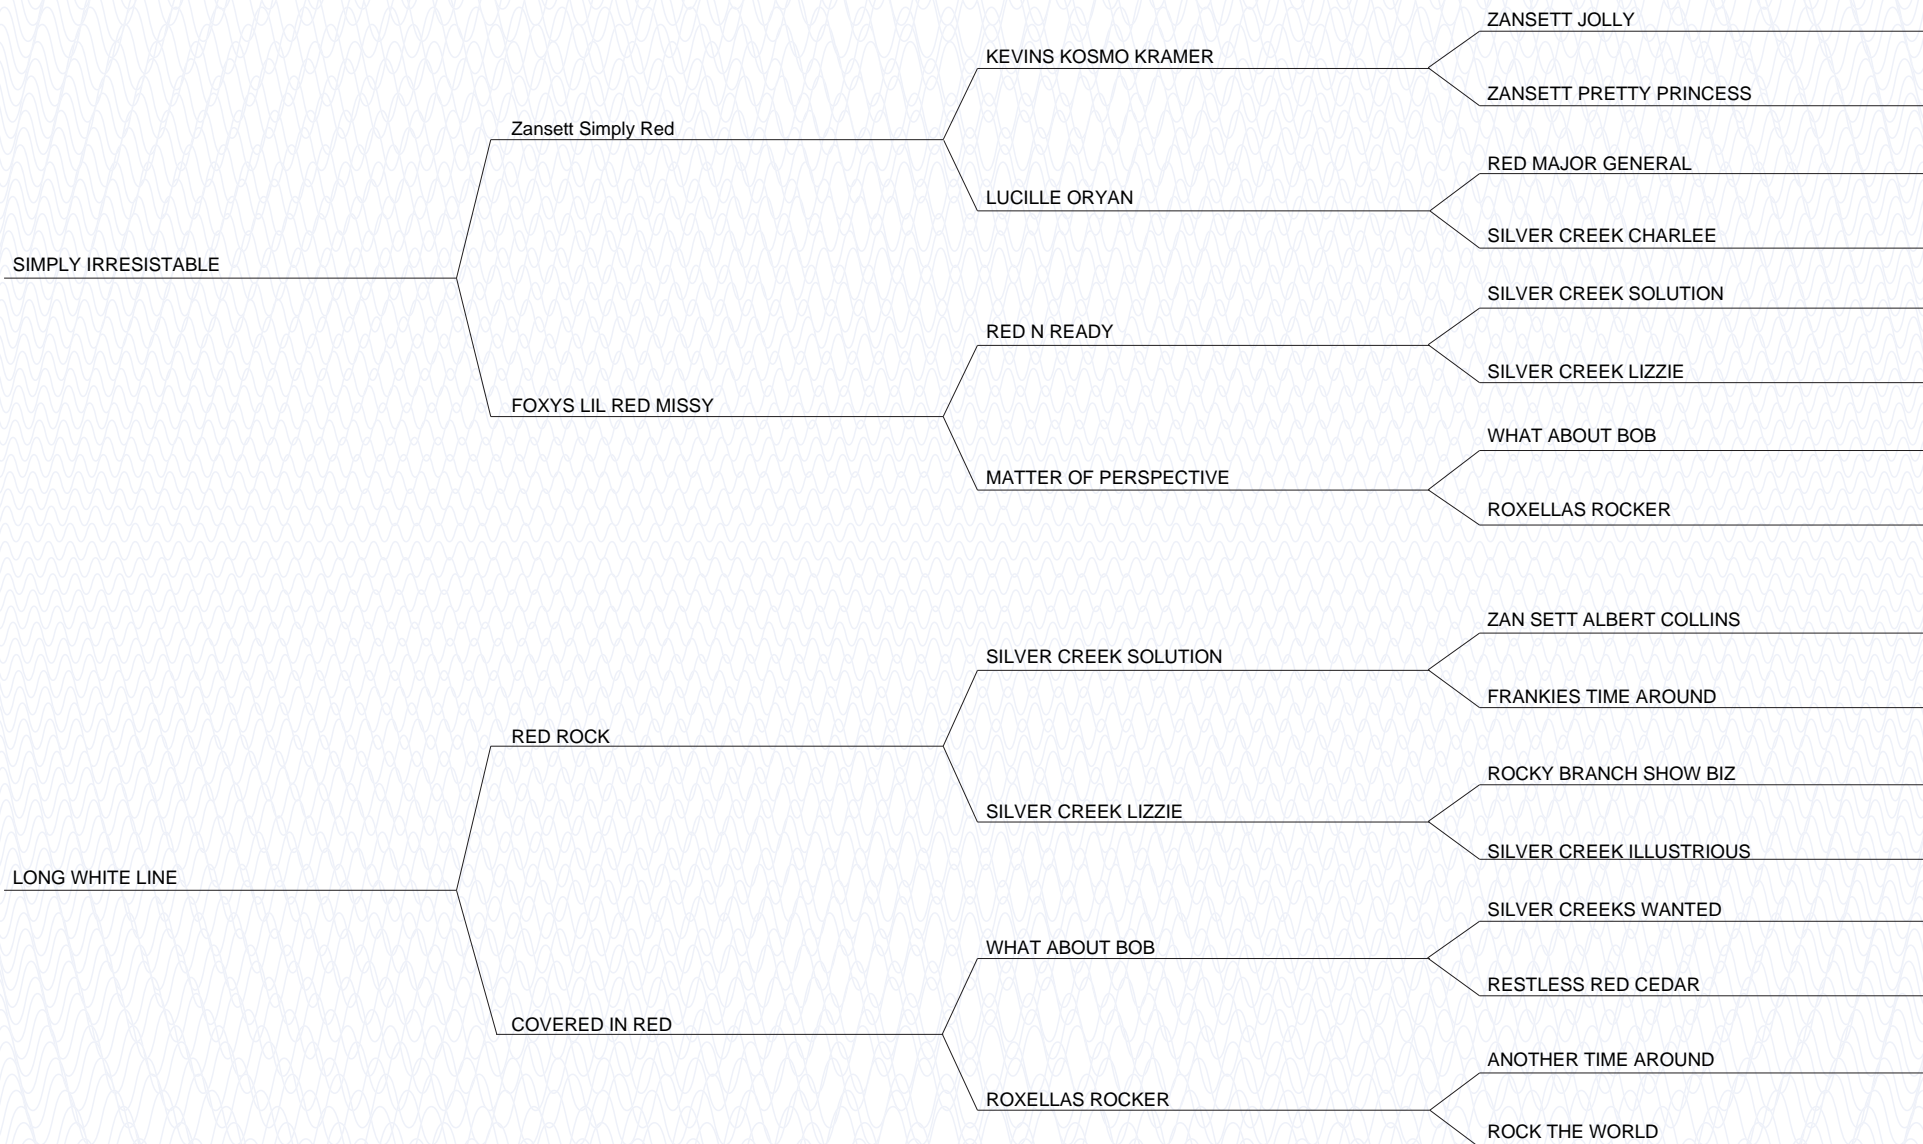 ZANSETT JOLLY
KEVINS KOSMO KRAMER
ZANSETT PRETTY PRINCESS
Zansett Simply Red
RED MAJOR GENERAL
LUCILLE ORYAN
SILVER CREEK CHARLEE
SIMPLY IRRESISTABLE
SILVER CREEK SOLUTION
RED N READY
SILVER CREEK LIZZIE
FOXYS LIL RED MISSY
WHAT ABOUT BOB
MATTER OF PERSPECTIVE
ROXELLAS ROCKER
ZAN SETT ALBERT COLLINS
SILVER CREEK SOLUTION
FRANKIES TIME AROUND
RED ROCK
ROCKY BRANCH SHOW BIZ
SILVER CREEK LIZZIE
SILVER CREEK ILLUSTRIOUS
LONG WHITE LINE
SILVER CREEKS WANTED
WHAT ABOUT BOB
RESTLESS RED CEDAR
COVERED IN RED
ANOTHER TIME AROUND
ROXELLAS ROCKER
ROCK THE WORLD